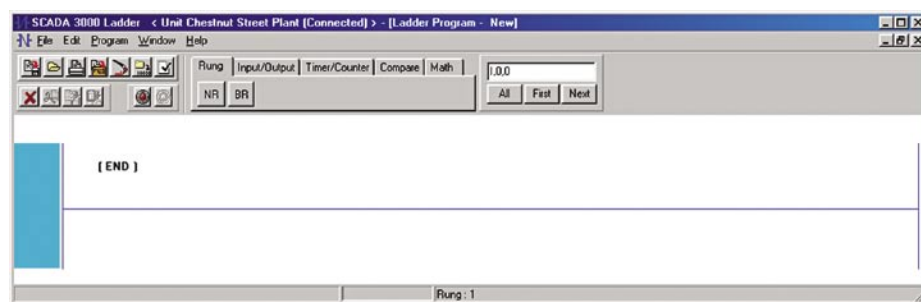 SCADA 3000 Ladder < Unit Chestnut Street Plant (Connected) > - [Ladder Program - New]
File Edit Program Window Help
Rung Input/Output Timer/Counter Compare Math
1,0,0
NR BR
All First Next
[ END ]
Rung : 1